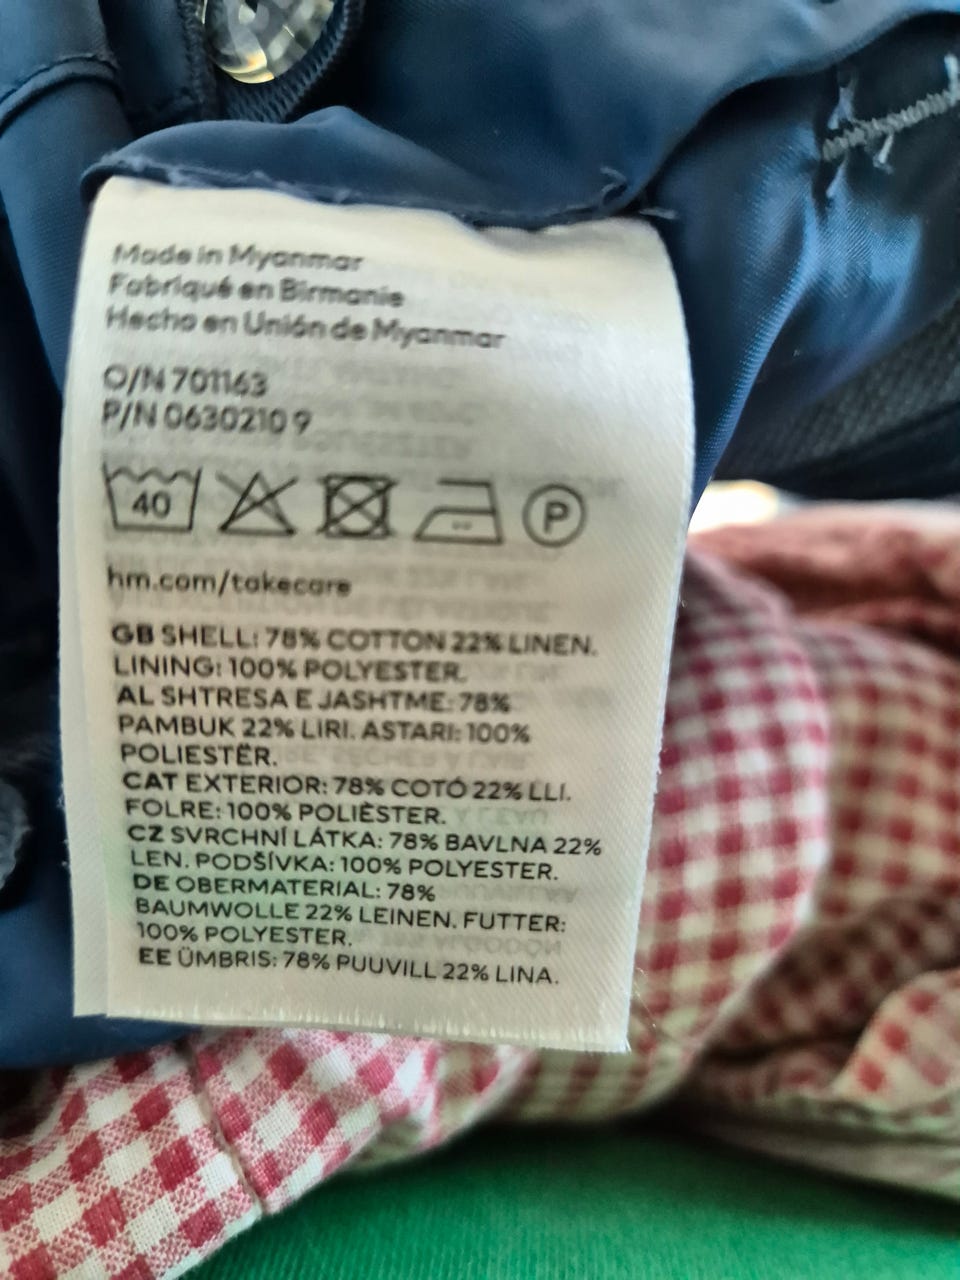 Made in Myanmar
Fabriqué en Birmanie
Hecho en Unión de Myanmar
O/N 701163
P/N 0630210 9
40 P
hm.com/takecare
GB SHELL: 78% COTTON 22% LINEN.
LINING: 100% POLYESTER.
AL SHTRESA E JASHTME: 78%
PAMBUK 22% LIRI. ASTARI: 100%
POLIESTËR.
CAT EXTERIOR: 78% COTÓ 22% LLI.
FOLRE: 100% POLIÈSTER.
CZ SVRCHNÍ LÁTKA: 78% BAVLNA 22%
LEN. PODŠÍVKA: 100% POLYESTER.
DE OBERMATERIAL: 78%
BAUMWOLLE 22% LEINEN. FUTTER:
100% POLYESTER.
EE ÜMBRIS: 78% PUUVILL 22% LINA.